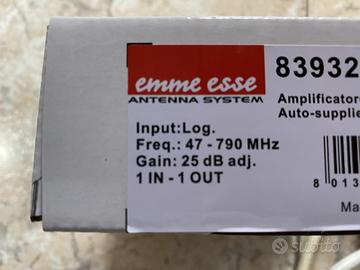 emme esse
ANTENNA SYSTEM
83932
Amplificator
Auto-supplie
Input:Log.
Freq.: 47 - 790 MHz
Gain: 25 dB adj.
1 IN - 1 OUT
8 013
Ma
subito